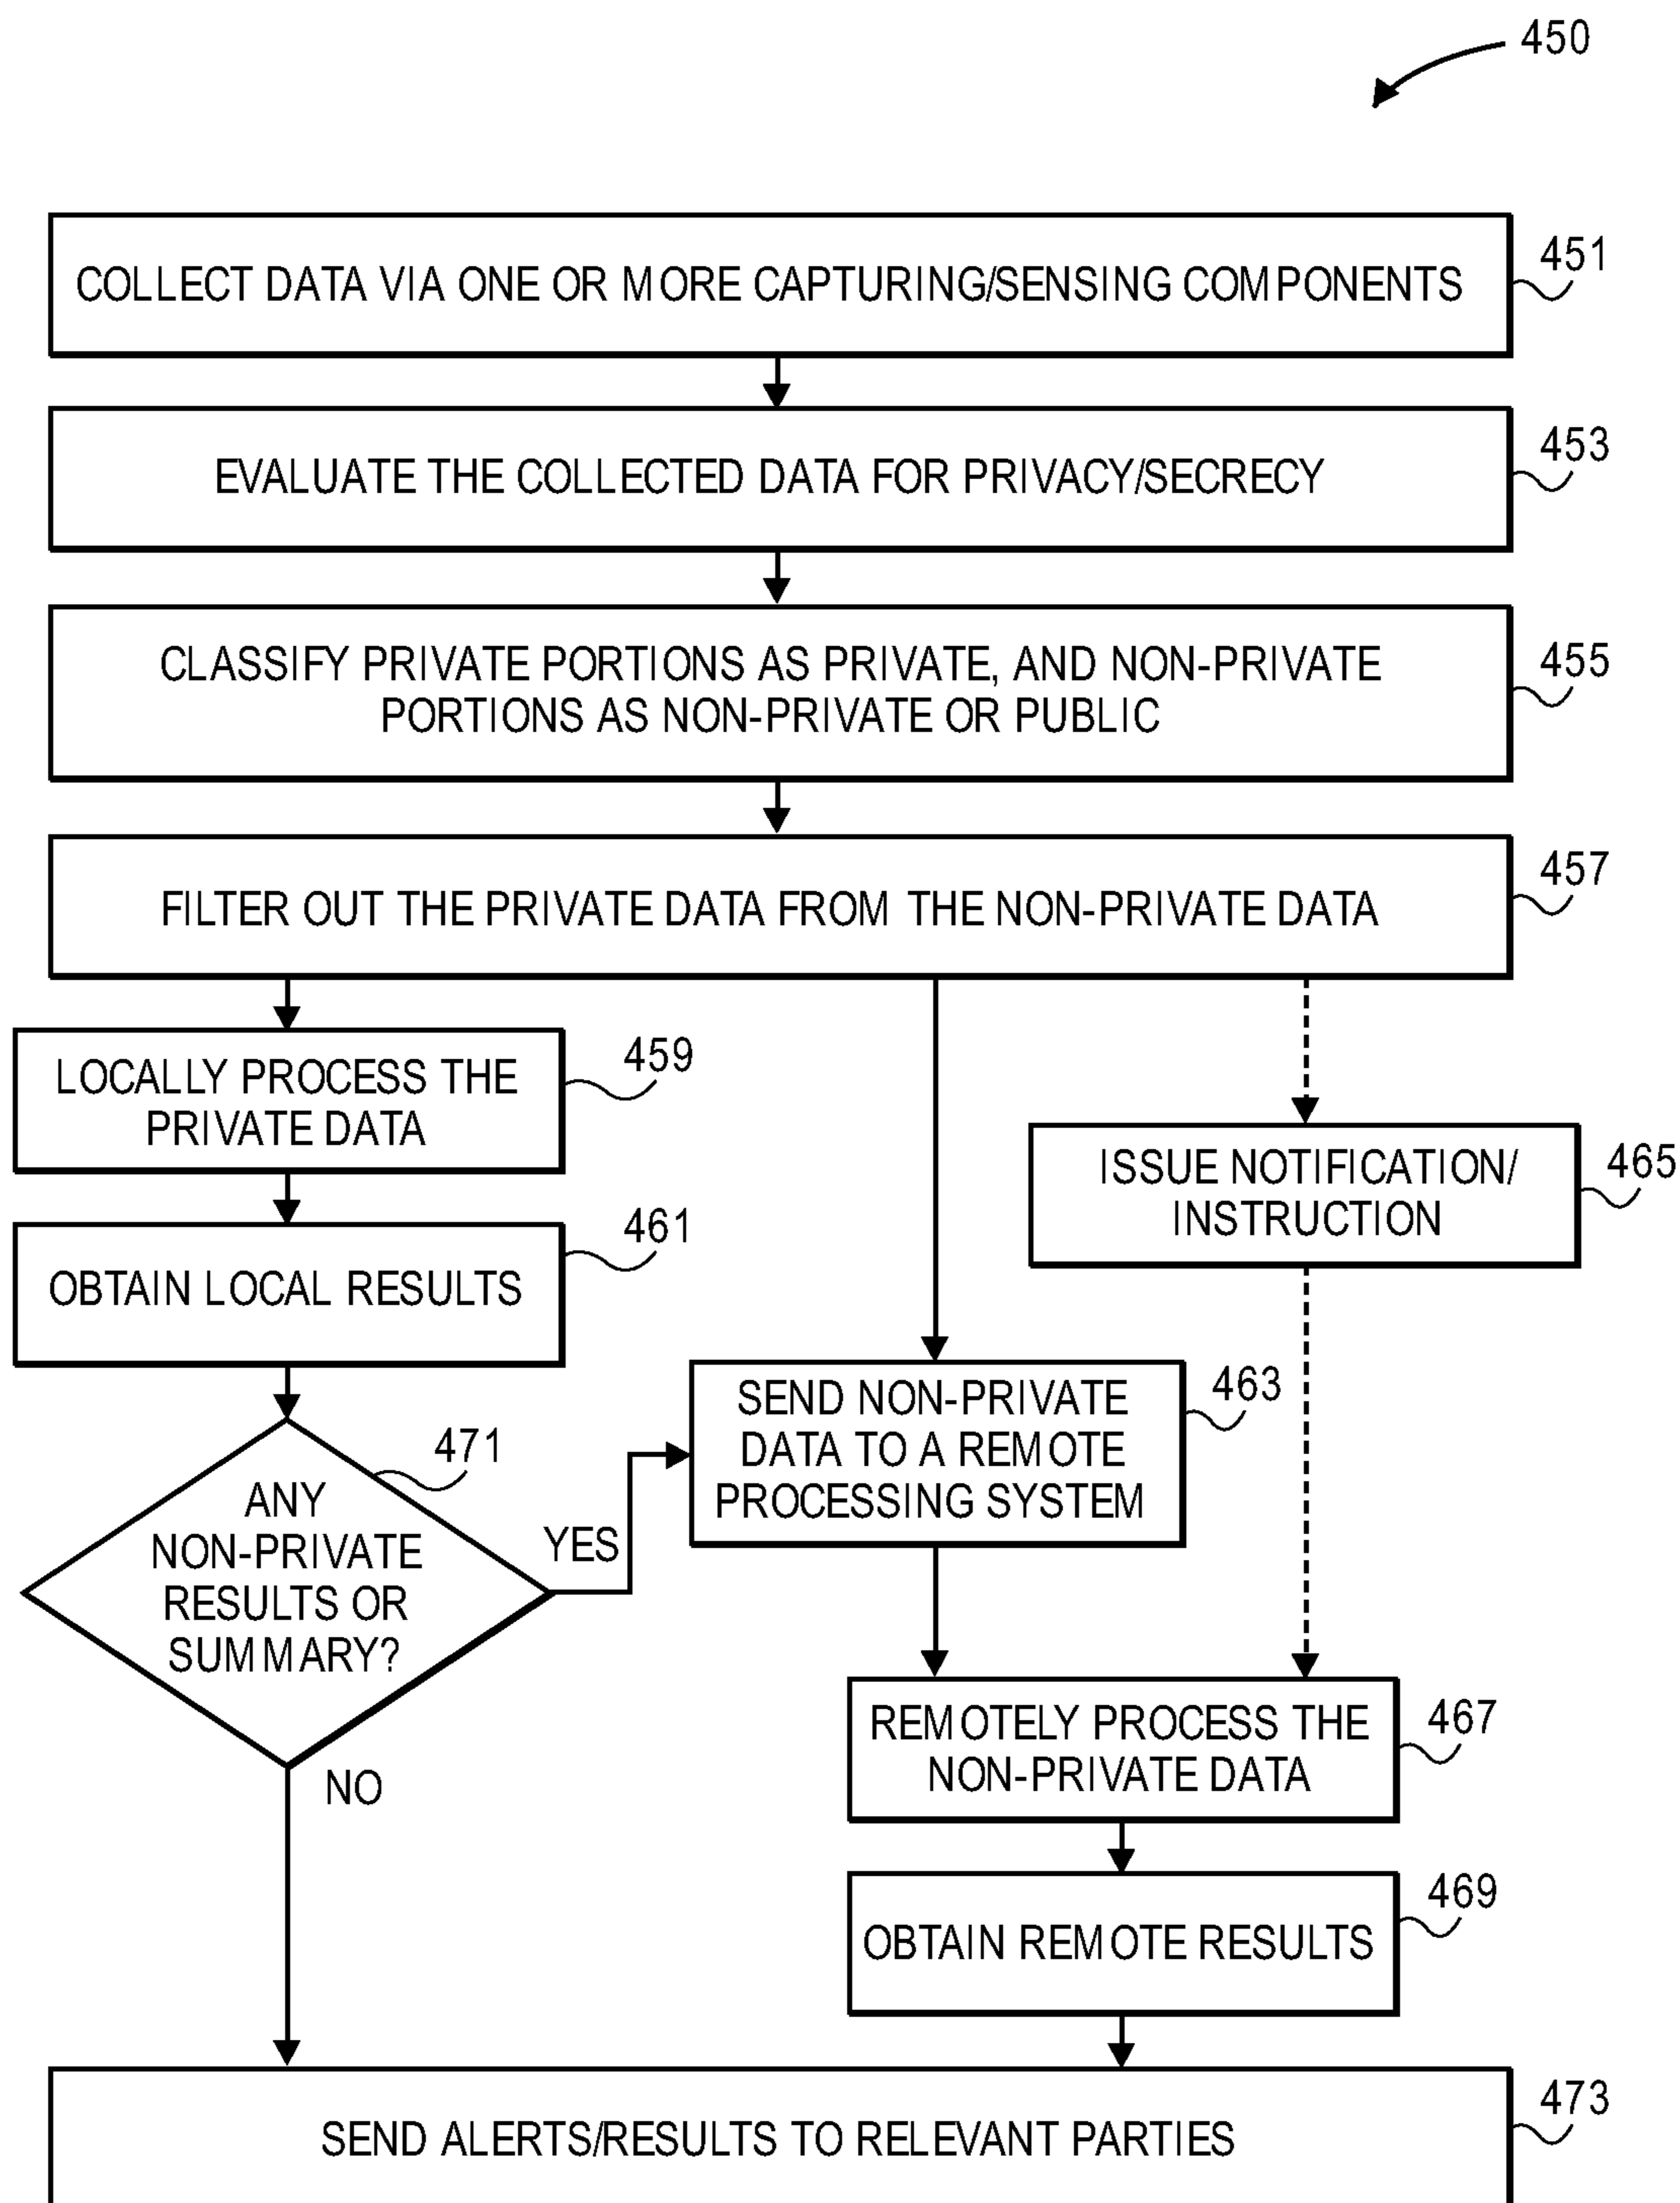 450
COLLECT DATA VIA ONE OR MORE CAPTURING/SENSING COMPONENTS
451
EVALUATE THE COLLECTED DATA FOR PRIVACY/SECRECY
453
CLASSIFY PRIVATE PORTIONS AS PRIVATE, AND NON-PRIVATE
PORTIONS AS NON-PRIVATE OR PUBLIC
455
FILTER OUT THE PRIVATE DATA FROM THE NON-PRIVATE DATA
457
LOCALLY PROCESS THE
PRIVATE DATA
459
ISSUE NOTIFICATION/
INSTRUCTION
465
OBTAIN LOCAL RESULTS
461
SEND NON-PRIVATE
DATA TO A REMOTE
PROCESSING SYSTEM
463
ANY
NON-PRIVATE
RESULTS OR
SUMMARY?
471
YES
NO
REMOTELY PROCESS THE
NON-PRIVATE DATA
467
OBTAIN REMOTE RESULTS
469
SEND ALERTS/RESULTS TO RELEVANT PARTIES
473